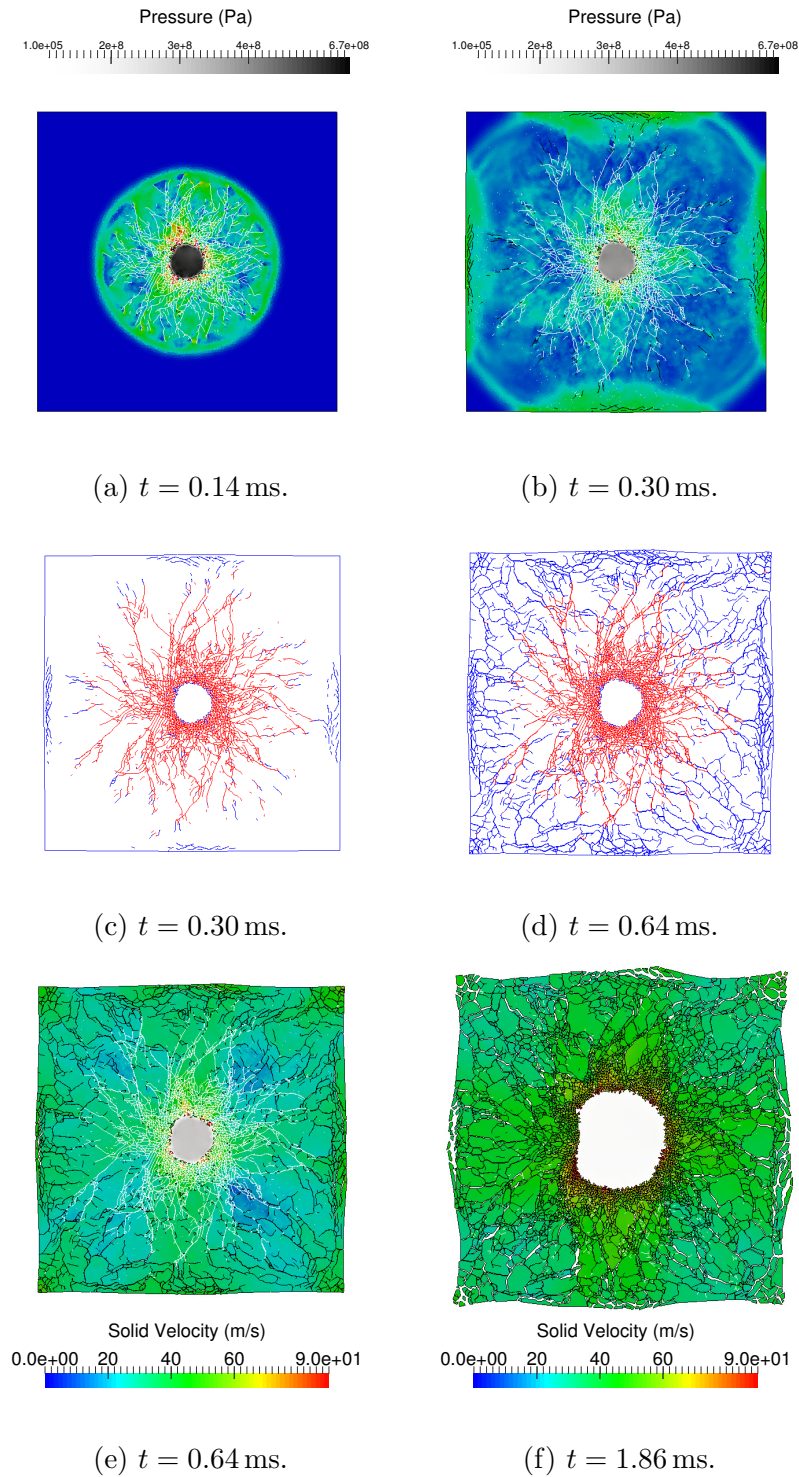 Pressure (Pa)
1.0e+05 2e+8 3e+8 4e+8 6.7e+08
Pressure (Pa)
1.0e+05 2e+8 3e+8 4e+8 6.7e+08
(a) t = 0.14 ms.
(b) t = 0.30 ms.
(c) t = 0.30 ms.
(d) t = 0.64 ms.
Solid Velocity (m/s)
0.0e+00 20 40 60 9.0e+01
Solid Velocity (m/s)
0.0e+00 20 40 60 9.0e+01
(e) t = 0.64 ms.
(f) t = 1.86 ms.